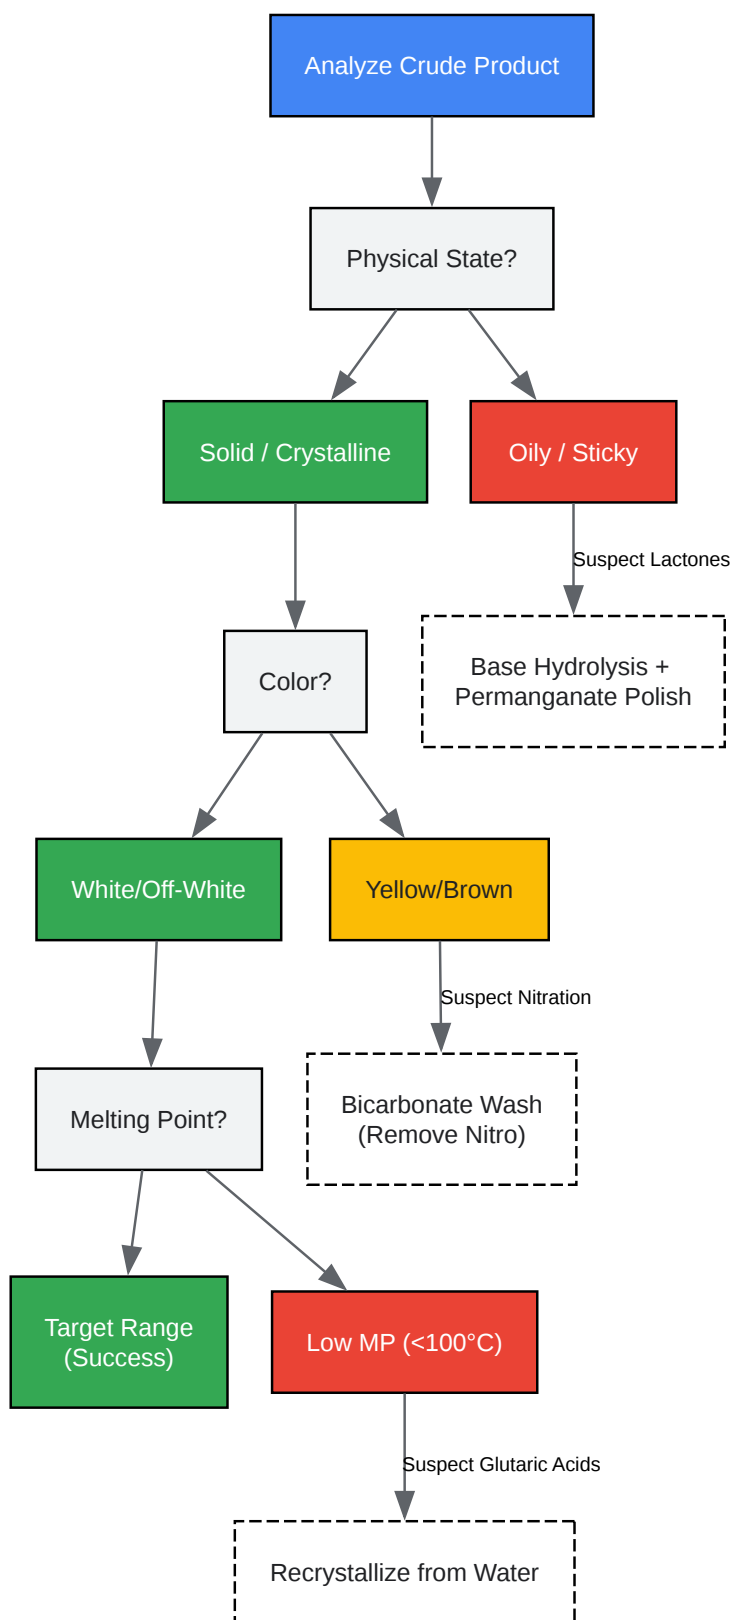 Analyze Crude Product
Physical State?
Solid / Crystalline
Oily / Sticky
Suspect Lactones
Base Hydrolysis +
Permanganate Polish
Color?
White/Off-White
Yellow/Brown
Suspect Nitration
Bicarbonate Wash
(Remove Nitro)
Melting Point?
Target Range
(Success)
Low MP (<100°C)
Suspect Glutaric Acids
Recrystallize from Water